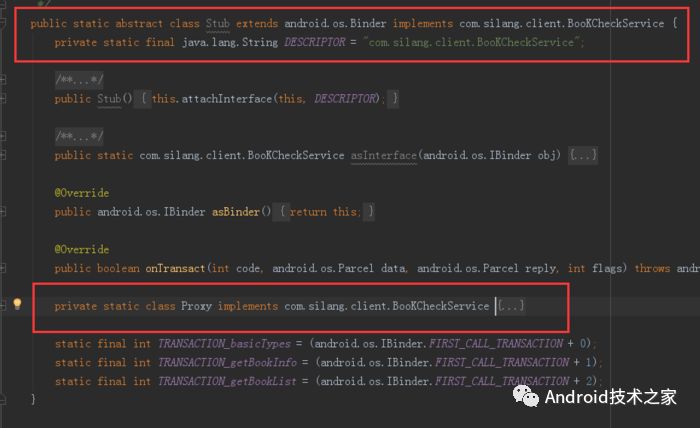 */
public static abstract class Stub extends android.os.Binder implements com.silang.client.BooKCheckService {
private static final java.lang.String DESCRIPTOR = "com.silang.client.BooKCheckService";
/**...*/
public Stub() { this.attachInterface(this, DESCRIPTOR); }
/**...*/
public static com.silang.client.BooKCheckService asInterface(android.os.IBinder obj) {...}
@Override
public android.os.IBinder asBinder() { return this; }
@Override
public boolean onTransact(int code, android.os.Parcel data, android.os.Parcel reply, int flags) throws andr
private static class Proxy implements com.silang.client.BooKCheckService {...}
static final int TRANSACTION_basicTypes = (android.os.IBinder.FIRST_CALL_TRANSACTION + 0);
static final int TRANSACTION_getBookInfo = (android.os.IBinder.FIRST_CALL_TRANSACTION + 1);
static final int TRANSACTION_getBookList = (android.os.IBinder.FIRST_CALL_TRANSACTION + 2);
}
Android技术之家